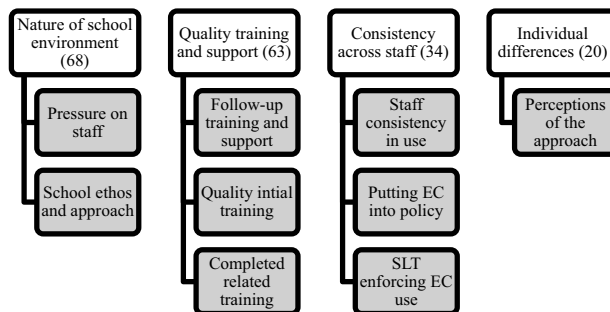 Nature of school
environment
(68)
Pressure on
staff
School ethos
and approach
Quality training
and support (63)
Follow-up
training and
support
Quality intial
training
Completed
related
training
Consistency
across staff (34)
Staff
consistency
in use
Putting EC
into policy
SLT
enforcing EC
use
Individual
differences (20)
Perceptions
of the
approach